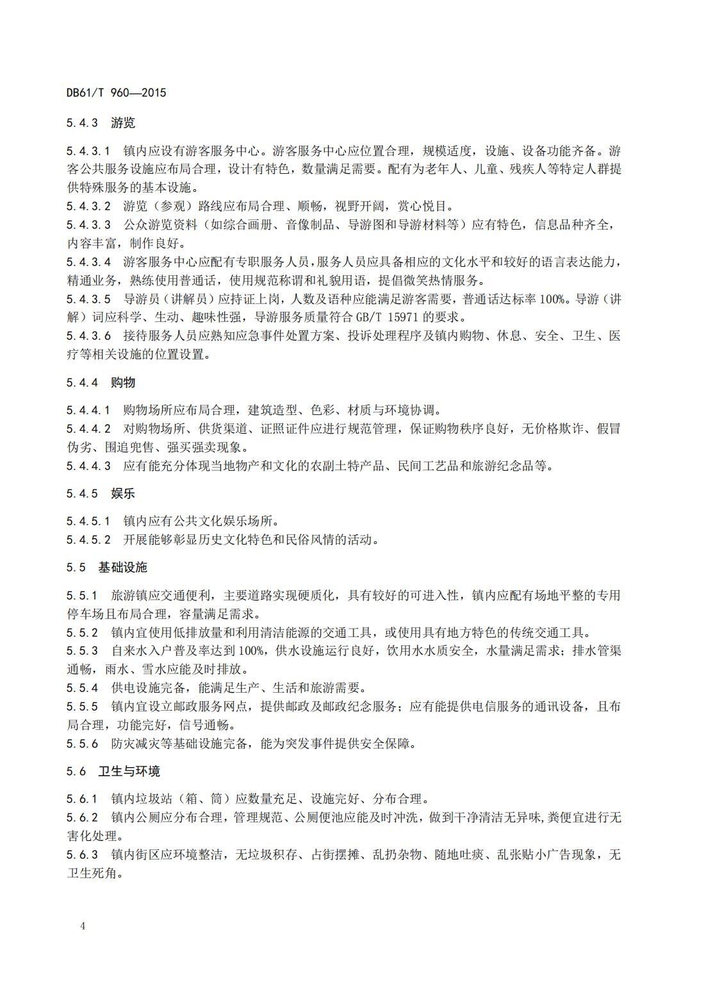 DB61/T 960—2015
5.4.3 游览
5.4.3.1 镇内应设有游客服务中心。游客服务中心应位置合理，规模适度，设施、设备功能齐备。游
客公共服务设施应布局合理，设计有特色，数量满足需要。配有为老年人、儿童、残疾人等特定人群提
供特殊服务的基本设施。
5.4.3.2 游览（参观）路线应布局合理、顺畅，视野开阔，赏心悦目。
5.4.3.3 公众游览资料（如综合画册、音像制品、导游图和导游材料等）应有特色，信息品种齐全，
内容丰富，制作良好。
5.4.3.4 游客服务中心应配有专职服务人员，服务人员应具备相应的文化水平和较好的语言表达能力，
精通业务，熟练使用普通话，使用规范称谓和礼貌用语，提倡微笑热情服务。
5.4.3.5 导游员（讲解员）应持证上岗，人数及语种应能满足游客需要，普通话达标率 100%。导游（讲
解）词应科学、生动、趣味性强，导游服务质量符合 GB/T 15971 的要求。
5.4.3.6 接待服务人员应熟知应急事件处置方案、投诉处理程序及镇内购物、休息、安全、卫生、医
疗等相关设施的位置设置。
5.4.4 购物
5.4.4.1 购物场所应布局合理，建筑造型、色彩、材质与环境协调。
5.4.4.2 对购物场所、供货渠道、证照证件应进行规范管理，保证购物秩序良好，无价格欺诈、假冒
伪劣、围追兜售、强买强卖现象。
5.4.4.3 应有能充分体现当地物产和文化的农副土特产品、民间工艺品和旅游纪念品等。
5.4.5 娱乐
5.4.5.1 镇内应有公共文化娱乐场所。
5.4.5.2 开展能够彰显历史文化特色和民俗风情的活动。
5.5 基础设施
5.5.1 旅游镇应交通便利，主要道路实现硬质化，具有较好的可进入性，镇内应配有场地平整的专用
停车场且布局合理，容量满足需求。
5.5.2 镇内宜使用低排放量和利用清洁能源的交通工具，或使用具有地方特色的传统交通工具。
5.5.3 自来水入户普及率达到 100%，供水设施运行良好，饮用水水质安全，水量满足需求；排水管渠
通畅，雨水、雪水应能及时排放。
5.5.4 供电设施完备，能满足生产、生活和旅游需要。
5.5.5 镇内宜设立邮政服务网点，提供邮政及邮政纪念服务；应有能提供电信服务的通讯设备，且布
局合理，功能完好，信号通畅。
5.5.6 防灾减灾等基础设施完备，能为突发事件提供安全保障。
5.6 卫生与环境
5.6.1 镇内垃圾站（箱、筒）应数量充足、设施完好、分布合理。
5.6.2 镇内公厕应分布合理，管理规范、公厕便池应能及时冲洗，做到干净清洁无异味,粪便宜进行无
害化处理。
5.6.3 镇内街区应环境整洁，无垃圾积存、占街摆摊、乱扔杂物、随地吐痰、乱张贴小广告现象，无
卫生死角。
4